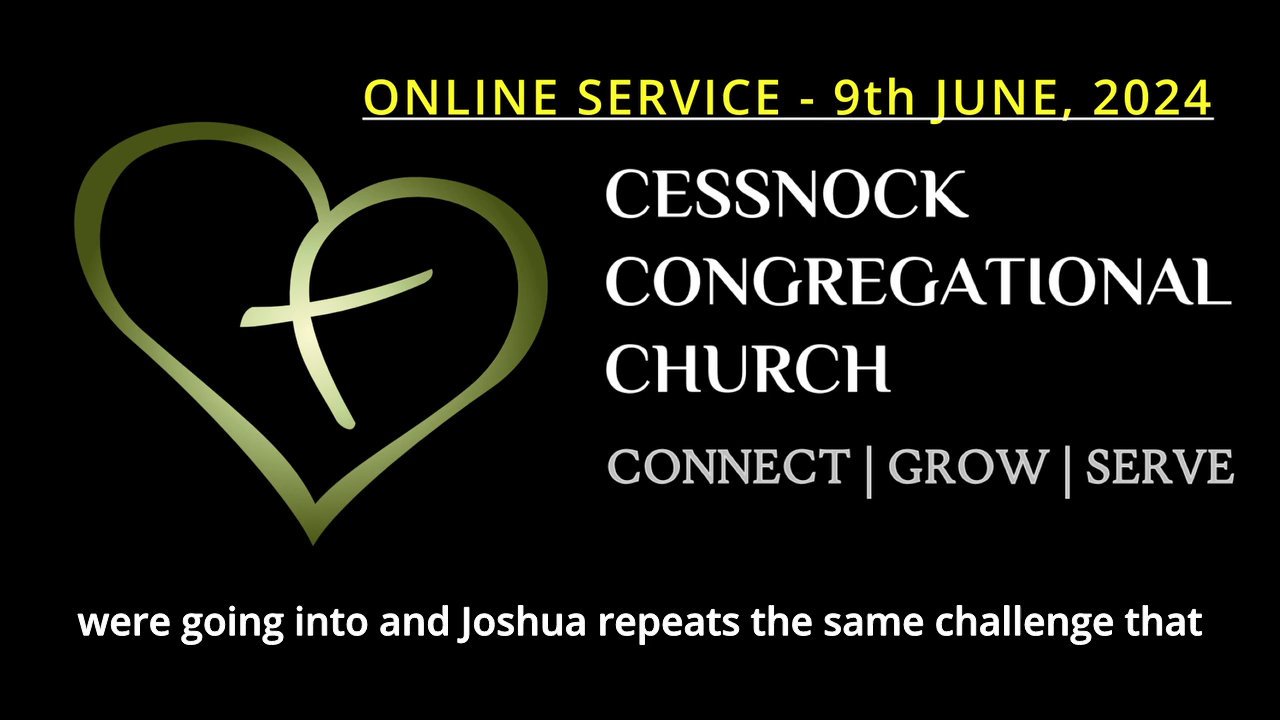 ONLINE SERVICE - 9th JUNE, 2024
CESSNOCK
CONGREGATIONAL
CHURCH
CONNECT | GROW | SERVE
were going into and Joshua repeats the same challenge that